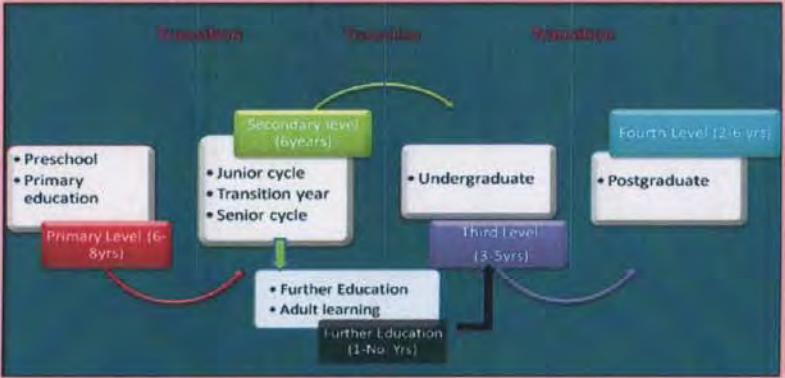 Transition
Transition
Transition
Secondary level
(6years)
Fourth Level (2-6 yrs)
• Preschool
• Primary
education
• Junior cycle
• Transition year
• Senior cycle
• Undergraduate
• Postgraduate
Primary Level (6-
8yrs)
Third Level
(3-5yrs)
• Further Education
• Adult learning
Further Education
(1-No. Yrs)